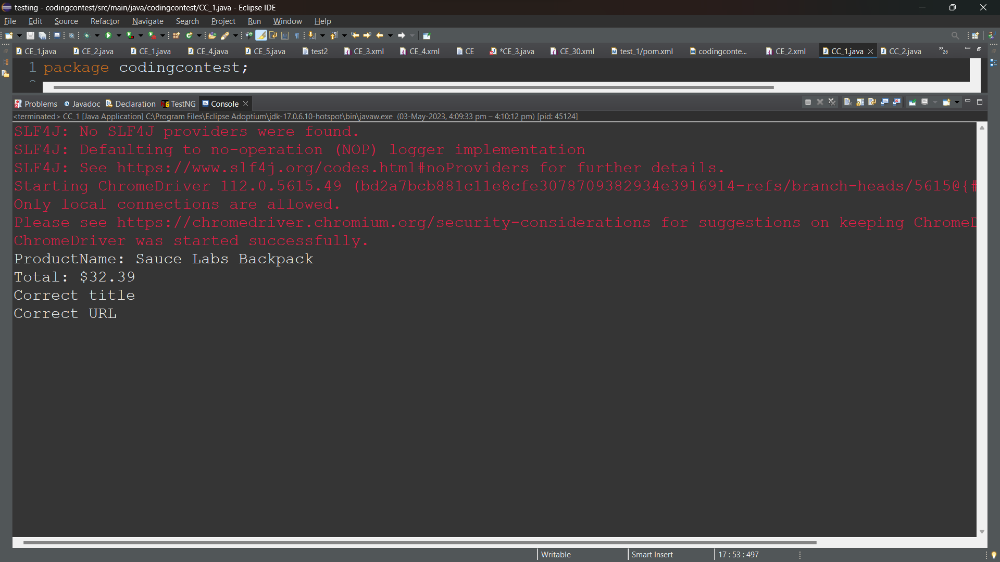 testing - codingcontest/src/main/java/codingcontest/CC_1.java - Eclipse IDE
File Edit Source Refactor Navigate Search Project Run Window Help
CE_1.java CE_2.java CE_1.java CE_4.java CE_5.java test2 CE_3.xml CE_4.xml CE *CE_3.java CE_30.xml test_1/pom.xml codingconte... CE_2.xml CC_1.java CC_2.java »26
1 package codingcontest;
Problems Javadoc Declaration TestNG Console
<terminated> CC_1 [Java Application] C:\Program Files\Eclipse Adoptium\jdk-17.0.6.10-hotspot\bin\javaw.exe (03-May-2023, 4:09:33 pm – 4:10:12 pm) [pid: 45124]
SLF4J: No SLF4J providers were found.
SLF4J: Defaulting to no-operation (NOP) logger implementation
SLF4J: See https://www.slf4j.org/codes.html#noProviders for further details.
Starting ChromeDriver 112.0.5615.49 (bd2a7bcb881c11e8cfe3078709382934e3916914-refs/branch-heads/5615@{#
Only local connections are allowed.
Please see https://chromedriver.chromium.org/security-considerations for suggestions on keeping ChromeD
ChromeDriver was started successfully.
ProductName: Sauce Labs Backpack
Total: $32.39
Correct title
Correct URL
Writable Smart Insert 17 : 53 : 497